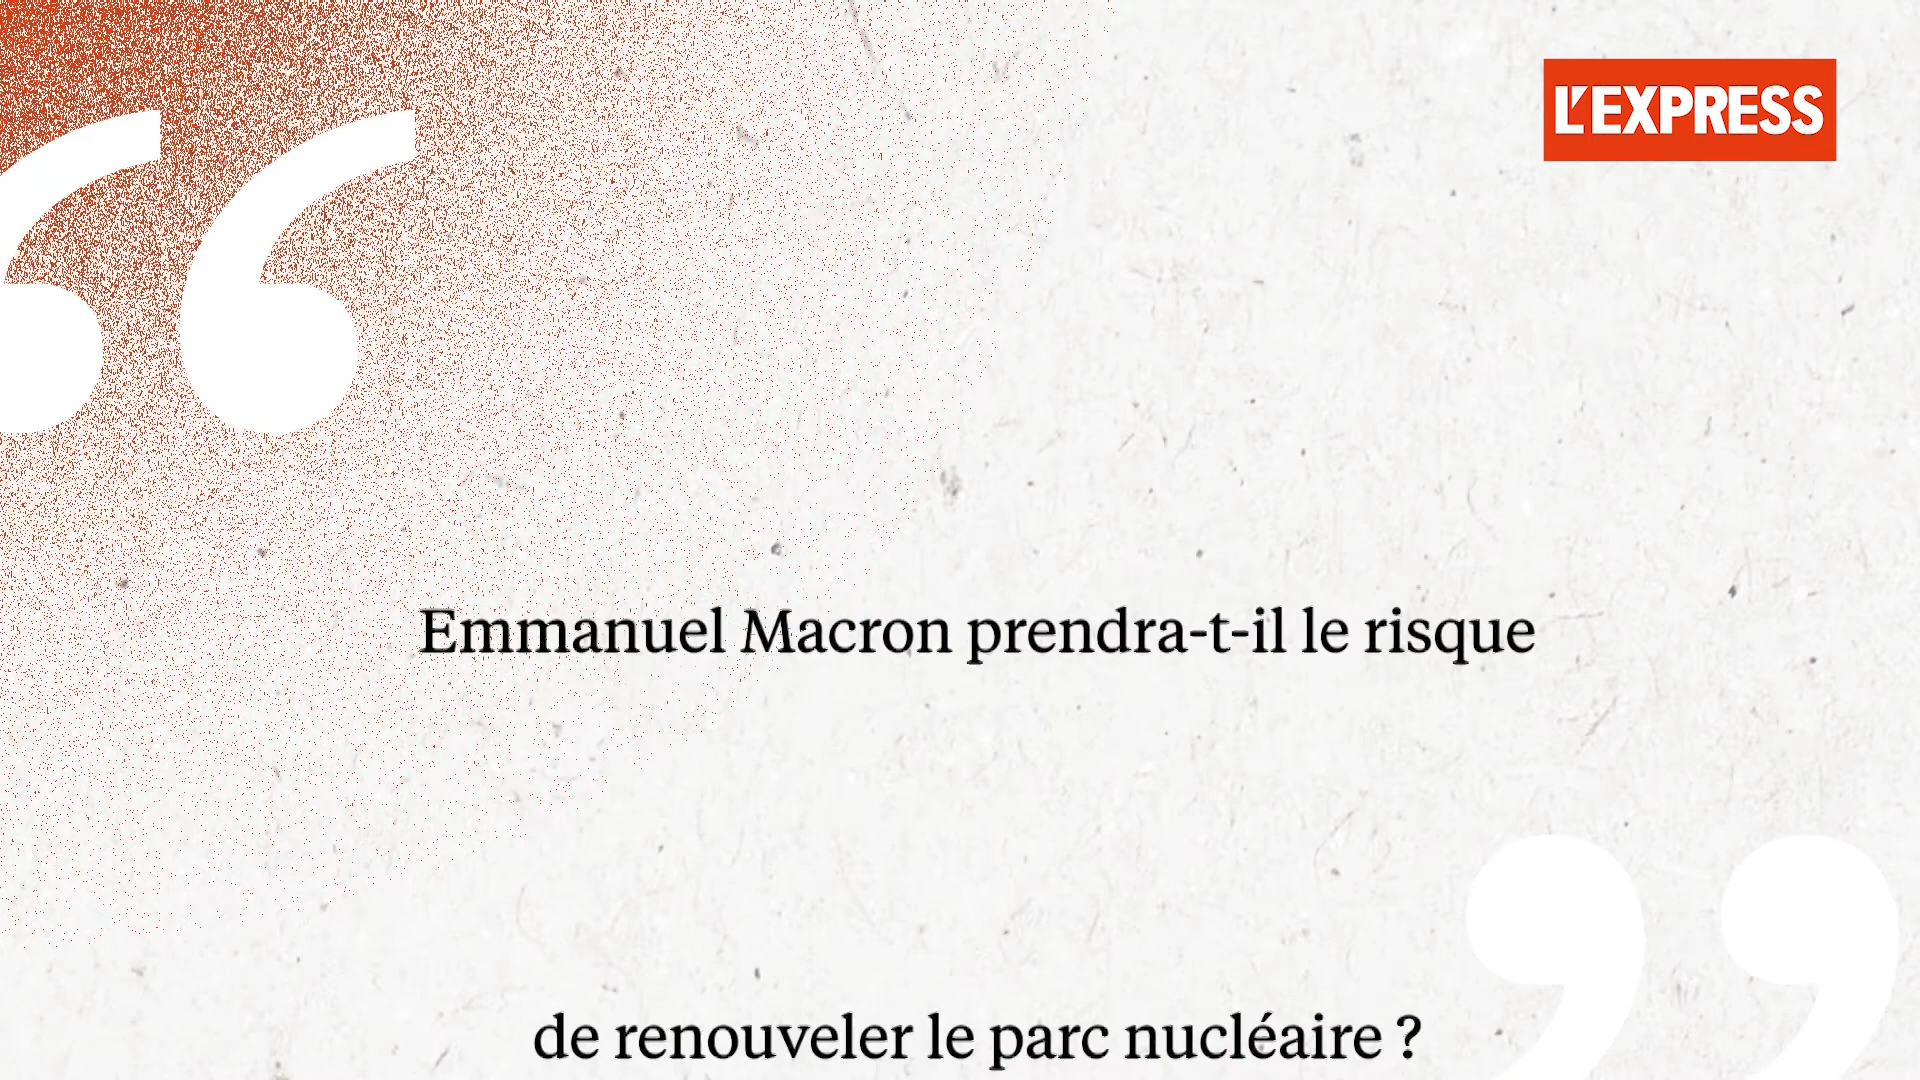 L'EXPRESS
Emmanuel Macron prendra-t-il le risque
de renouveler le parc nucléaire ?